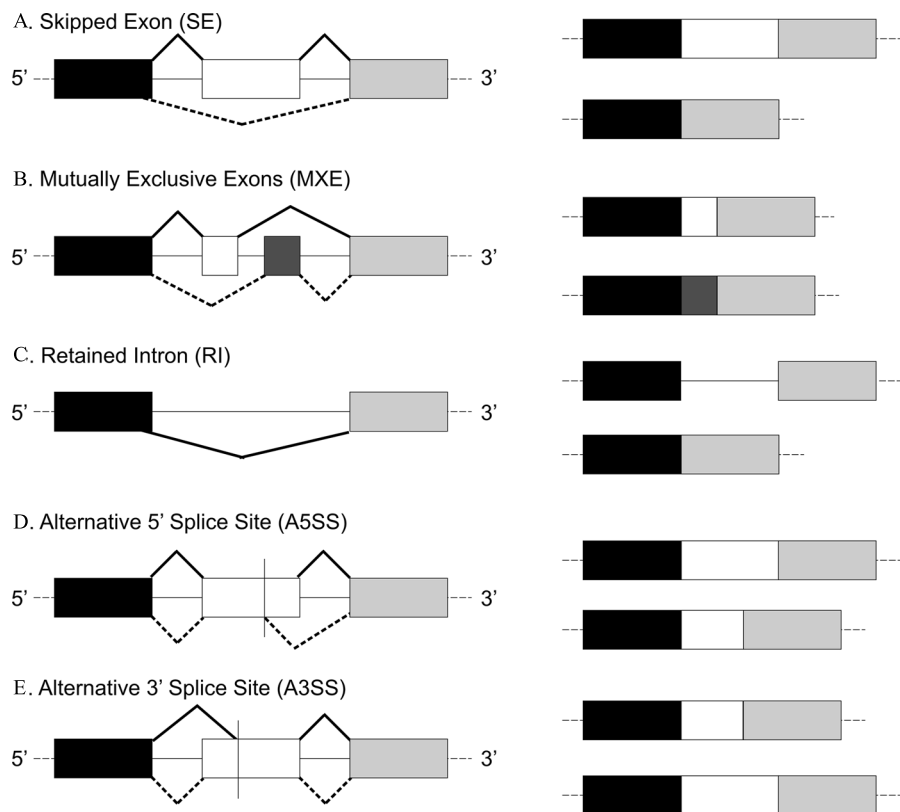 A. Skipped Exon (SE)
5’ 3’
B. Mutually Exclusive Exons (MXE)
5’ 3’
C. Retained Intron (RI)
5’ 3’
D. Alternative 5’ Splice Site (A5SS)
5’ 3’
E. Alternative 3’ Splice Site (A3SS)
5’ 3’